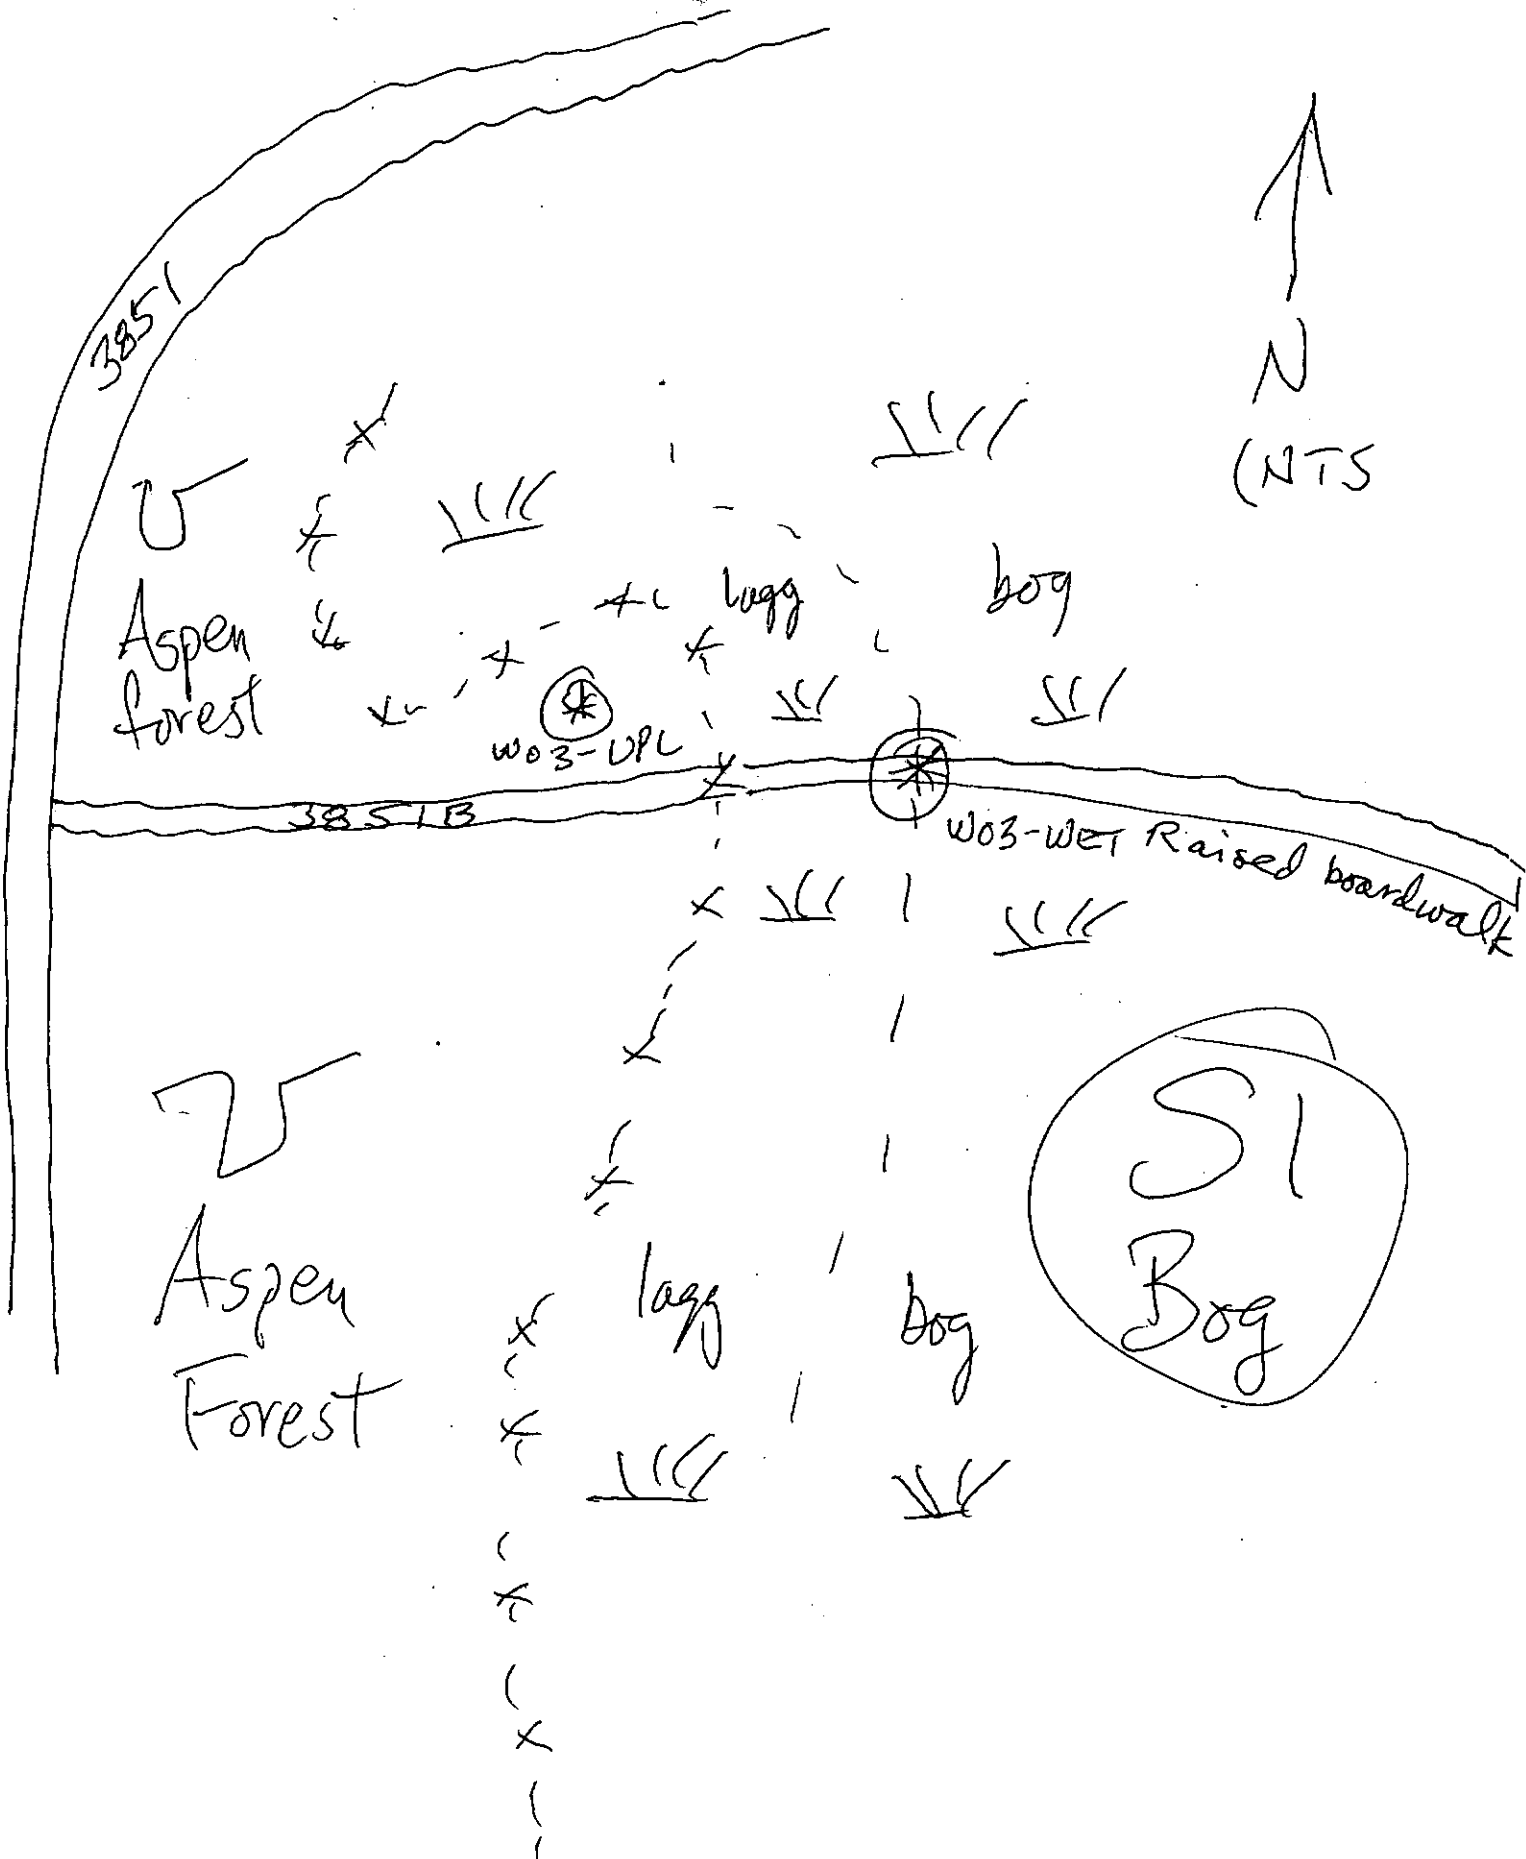 3851
N
(NTS
Aspen
forest
lagg
bog
W03-UPL
3851B
W03-WET Raised boardwalk
S1
Bog
Aspen
Forest
lagg
bog